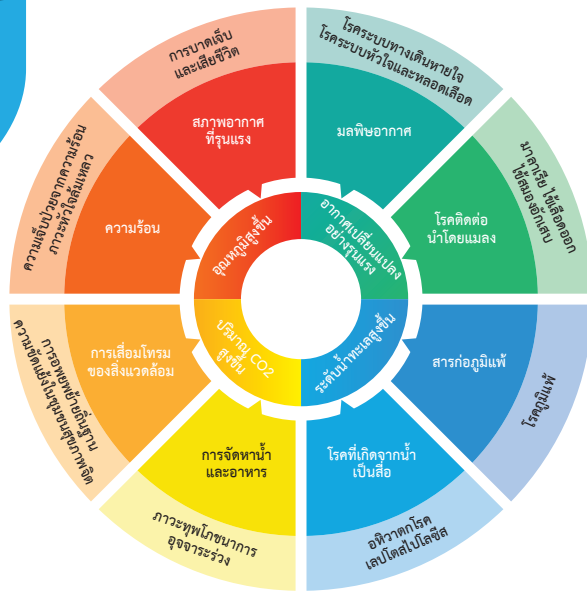 การบาดเจ็บ
และเสียชีวิต
โรคระบบทางเดินหายใจ
โรคระบบหัวใจและหลอดเลือด
สภาพอากาศ
ที่รุนแรง
มลพิษอากาศ
ความเจ็บป่วยจากความร้อน
ภาวะหัวใจล้มเหลว
ความร้อน
อุณหภูมิสูงขึ้น
อากาศเปลี่ยนแปลง
อย่างรุนแรง
โรคติดต่อ
นำโดยแมลง
มาลาเรีย ไข้เลือดออก
ไข้สมองอักเสบ
การอพยพย้ายถิ่นฐาน
ความขัดแย้งในชุมชนสุขภาพจิต
การเสื่อมโทรม
ของสิ่งแวดล้อม
ปริมาณ CO2
สูงขึ้น
ระดับน้ำทะเลสูงขึ้น
สารก่อภูมิแพ้
โรคภูมิแพ้
การจัดหาน้ำ
และอาหาร
โรคที่เกิดจากน้ำ
เป็นสื่อ
ภาวะทุพโภชนาการ
อุจจาระร่วง
อหิวาตกโรค
เลปโตสไปโลซีส